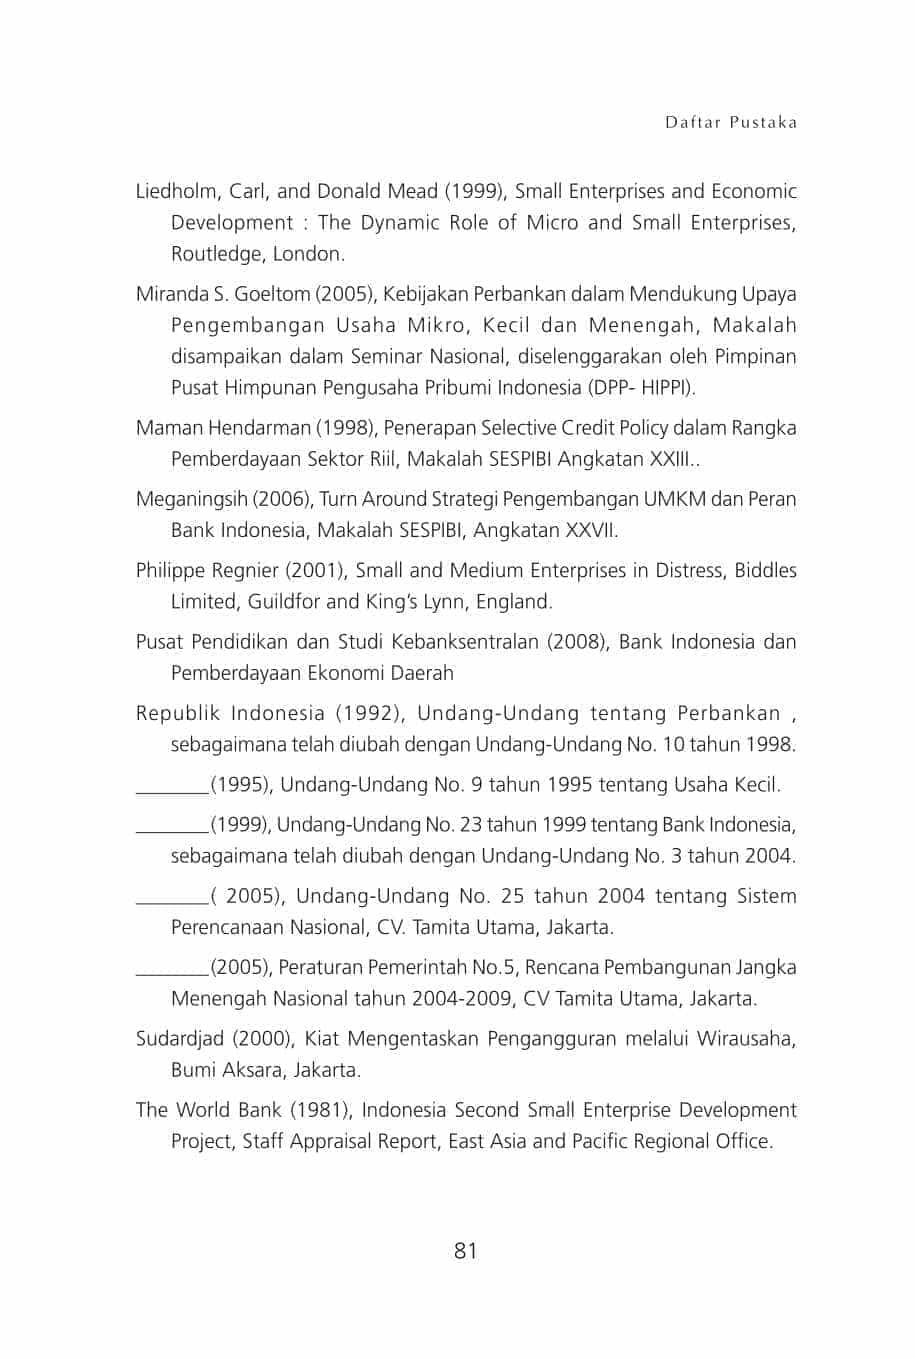 Daftar Pustaka
Liedholm, Carl, and Donald Mead (1999), Small Enterprises and Economic
Development : The Dynamic Role of Micro and Small Enterprises,
Routledge, London.
Miranda S. Goeltom (2005), Kebijakan Perbankan dalam Mendukung Upaya
Pengembangan Usaha Mikro, Kecil dan Menengah, Makalah
disampaikan dalam Seminar Nasional, diselenggarakan oleh Pimpinan
Pusat Himpunan Pengusaha Pribumi Indonesia (DPP- HIPPI).
Maman Hendarman (1998), Penerapan Selective Credit Policy dalam Rangka
Pemberdayaan Sektor Riil, Makalah SESPIBI Angkatan XXIII..
Meganingsih (2006), Turn Around Strategi Pengembangan UMKM dan Peran
Bank Indonesia, Makalah SESPIBI, Angkatan XXVII.
Philippe Regnier (2001), Small and Medium Enterprises in Distress, Biddles
Limited, Guildfor and King’s Lynn, England.
Pusat Pendidikan dan Studi Kebanksentralan (2008), Bank Indonesia dan
Pemberdayaan Ekonomi Daerah
Republik Indonesia (1992), Undang-Undang tentang Perbankan ,
sebagaimana telah diubah dengan Undang-Undang No. 10 tahun 1998.
________(1995), Undang-Undang No. 9 tahun 1995 tentang Usaha Kecil.
________(1999), Undang-Undang No. 23 tahun 1999 tentang Bank Indonesia,
sebagaimana telah diubah dengan Undang-Undang No. 3 tahun 2004.
________( 2005), Undang-Undang No. 25 tahun 2004 tentang Sistem
Perencanaan Nasional, CV. Tamita Utama, Jakarta.
________(2005), Peraturan Pemerintah No.5, Rencana Pembangunan Jangka
Menengah Nasional tahun 2004-2009, CV Tamita Utama, Jakarta.
Sudardjad (2000), Kiat Mengentaskan Pengangguran melalui Wirausaha,
Bumi Aksara, Jakarta.
The World Bank (1981), Indonesia Second Small Enterprise Development
Project, Staff Appraisal Report, East Asia and Pacific Regional Office.
81